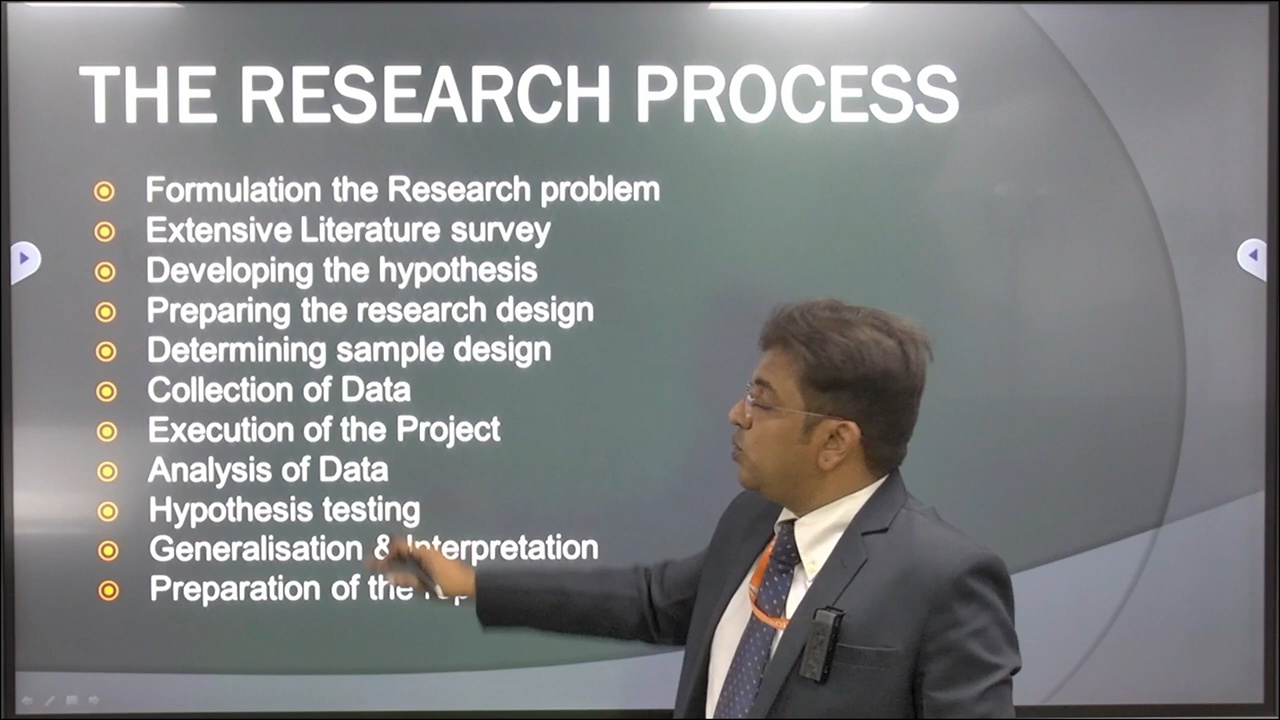 THE RESEARCH PROCESS
Formulation the Research problem
Extensive Literature survey
Developing the hypothesis
Preparing the research design
Determining sample design
Collection of Data
Execution of the Project
Analysis of Data
Hypothesis testing
Generalisation & Interpretation
Preparation of the